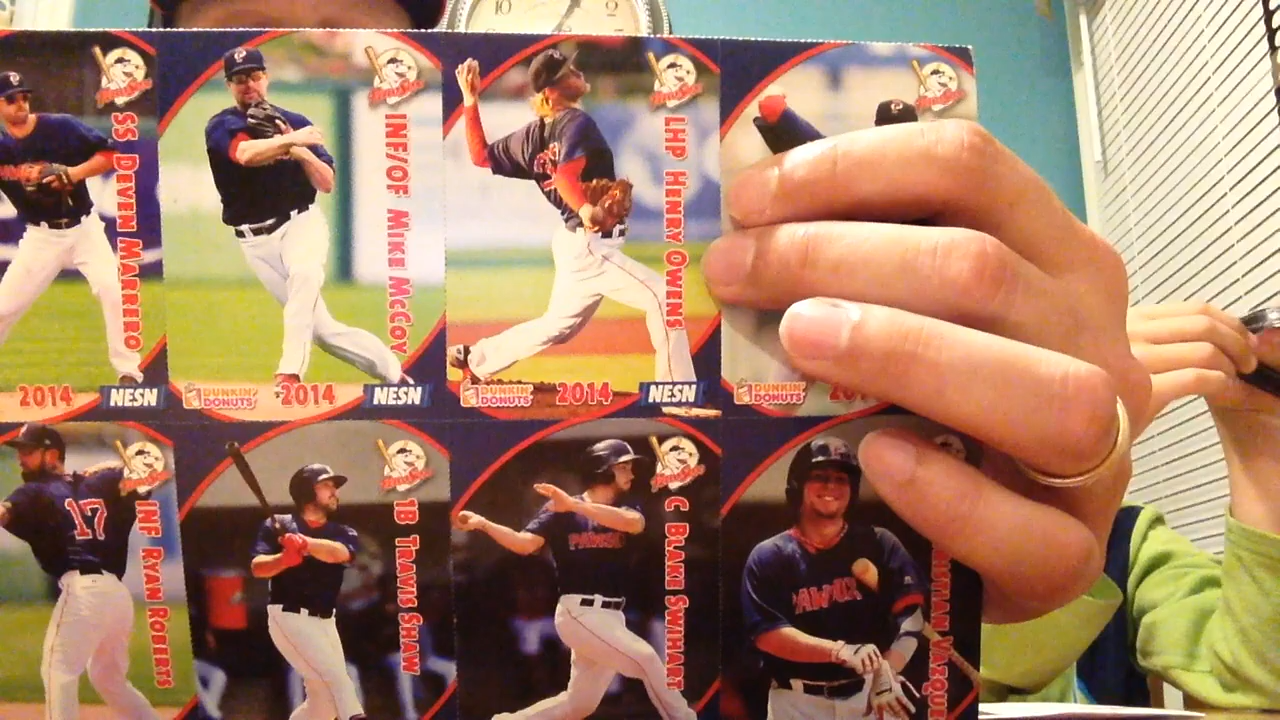 10
SS DEVEN MARRERO
2014
NESN
INF/OF MIKE MCCOY
DUNKIN' DONUTS
2014
NESN
LHP HENRY OWENS
DUNKIN' DONUTS
2014
NESN
DUNKIN' DONUTS
17
INF RYAN ROBERTS
1B TRAVIS SHAW
C BLAKE SWIHART
PAWSOX